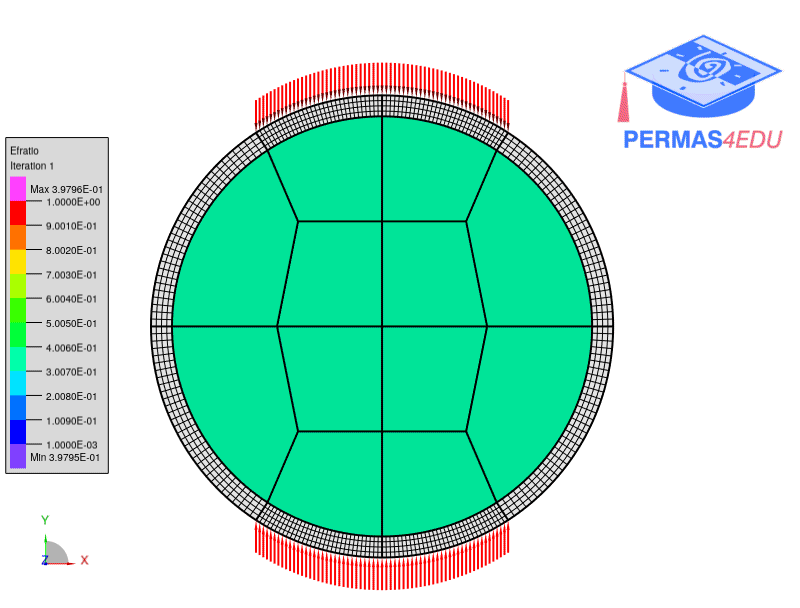 PERMAS4EDU
Efratio
Iteration 1
Max 3.9796E-01
1.0000E+00
9.0010E-01
8.0020E-01
7.0030E-01
6.0040E-01
5.0050E-01
4.0060E-01
3.0070E-01
2.0080E-01
1.0090E-01
1.0000E-03
Min 3.9795E-01
Y
Z
X